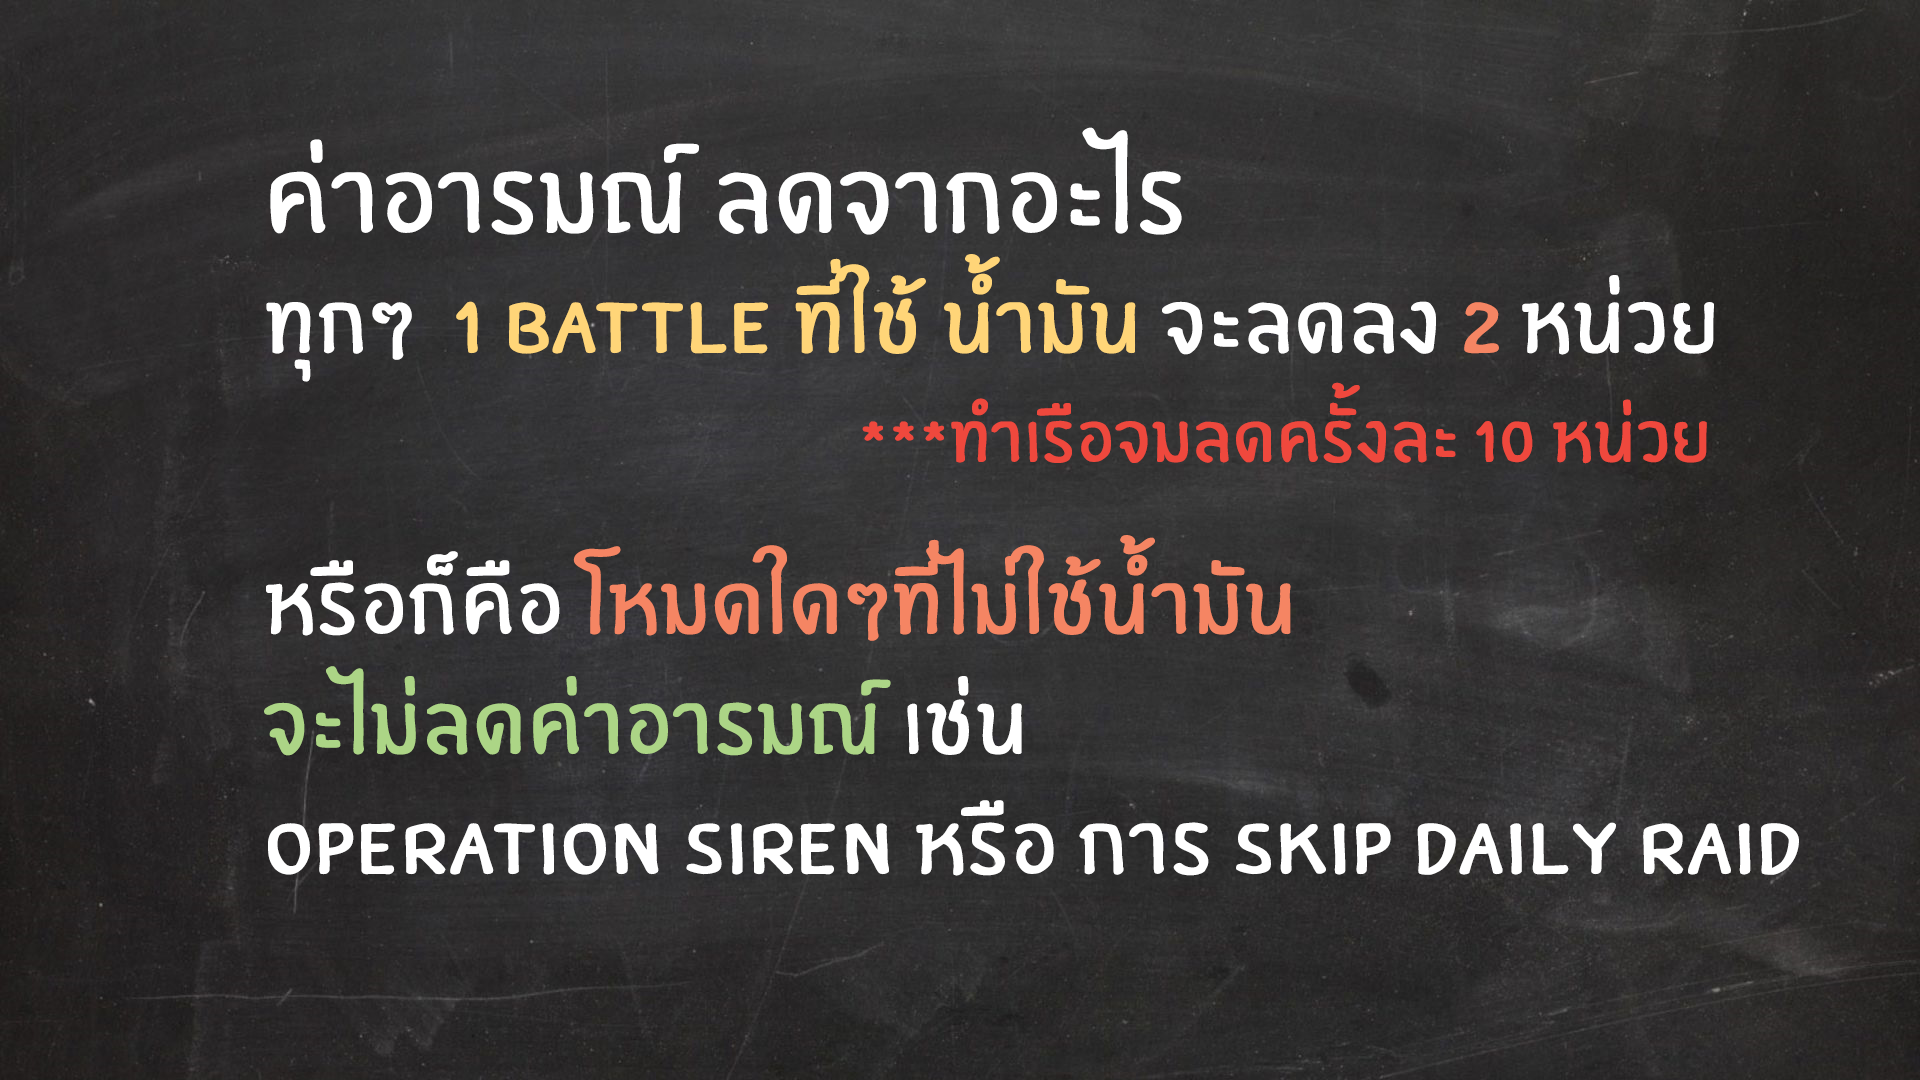 ค่าอารมณ์ ลดจากอะไร
ทุกๆ 1 BATTLE ที่ใช้ น้ำมัน จะลดลง 2 หน่วย
***ทำเรือจมลดครั้งละ 10 หน่วย
หรือก็คือ โหมดใดๆที่ไม่ใช้น้ำมัน
จะไม่ลดค่าอารมณ์ เช่น
OPERATION SIREN หรือ การ SKIP DAILY RAID